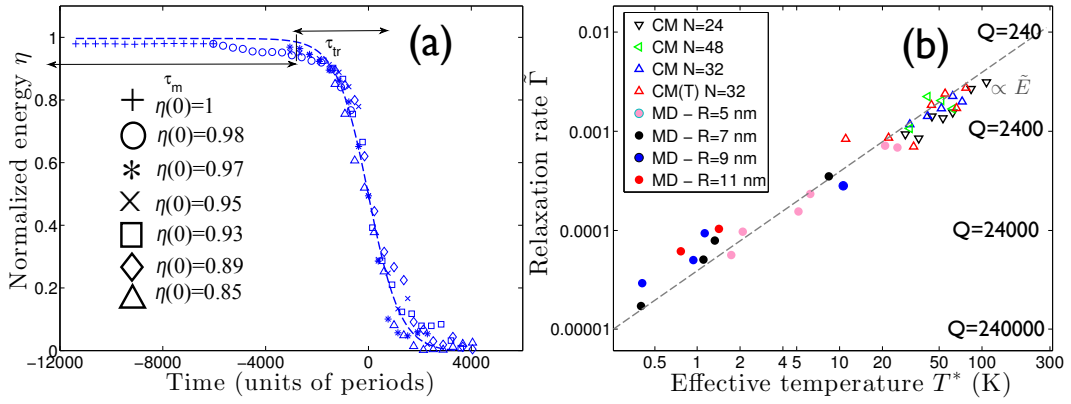 (a)
τ_tr
τ_m
η(0)=1
η(0)=0.98
η(0)=0.97
η(0)=0.95
η(0)=0.93
η(0)=0.89
η(0)=0.85
Normalized energy η
1
0.8
0.6
0.4
0.2
0
−12000
−8000
−4000
0
4000
Time (units of periods)
(b)
CM N=24
CM N=48
CM N=32
CM(T) N=32
MD − R=5 nm
MD − R=7 nm
MD − R=9 nm
MD − R=11 nm
Q=240
∝ Ẽ
Q=2400
Q=24000
Q=240000
Relaxation rate Γ̃
0.01
0.001
0.0001
0.00001
0.5
1
2
4
5
10
20
50
100
300
Effective temperature T* (K)